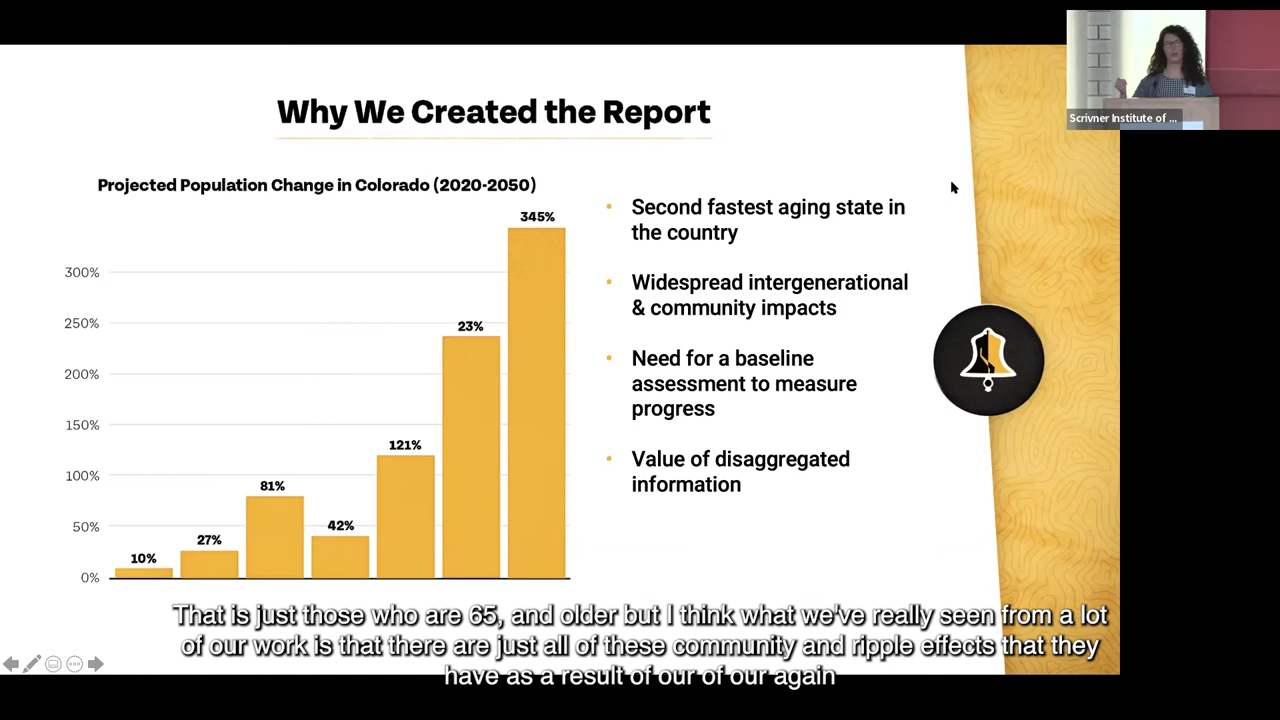 Scrivner Institute of ...
Why We Created the Report
Projected Population Change in Colorado (2020-2050)
345%
300%
250%
200%
150%
100%
50%
0%
10%
27%
81%
42%
121%
23%
• Second fastest aging state in
the country
• Widespread intergenerational
& community impacts
• Need for a baseline
assessment to measure
progress
• Value of disaggregated
information
That is just those who are 65, and older but I think what we've really seen from a lot
of our work is that there are just all of these community and ripple effects that they
have as a result of our of our again